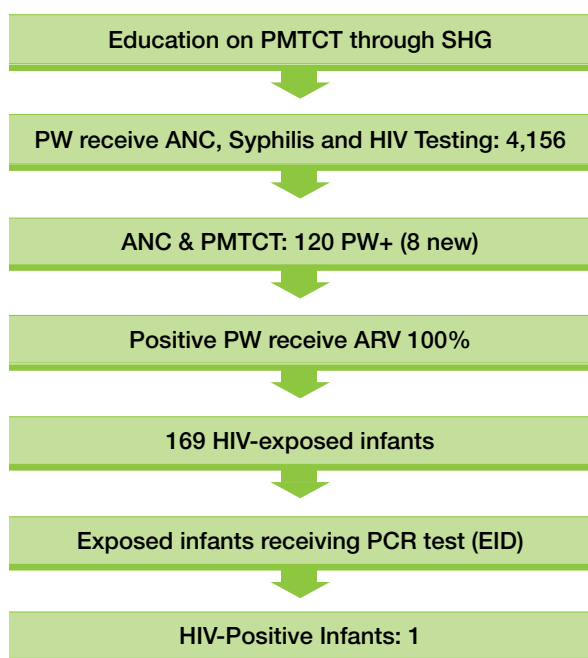 Education on PMTCT through SHG
PW receive ANC, Syphilis and HIV Testing: 4,156
ANC & PMTCT: 120 PW+ (8 new)
Positive PW receive ARV 100%
169 HIV-exposed infants
Exposed infants receiving PCR test (EID)
HIV-Positive Infants: 1